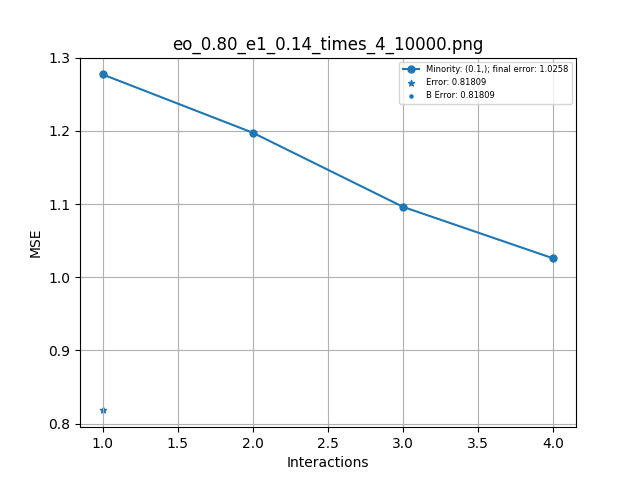 eo_0.80_e1_0.14_times_4_10000.png
Minority: (0.1,); final error: 1.0258
Error: 0.81809
B Error: 0.81809
1.3
1.2
1.1
1.0
0.9
0.8
MSE
1.0 1.5 2.0 2.5 3.0 3.5 4.0
Interactions